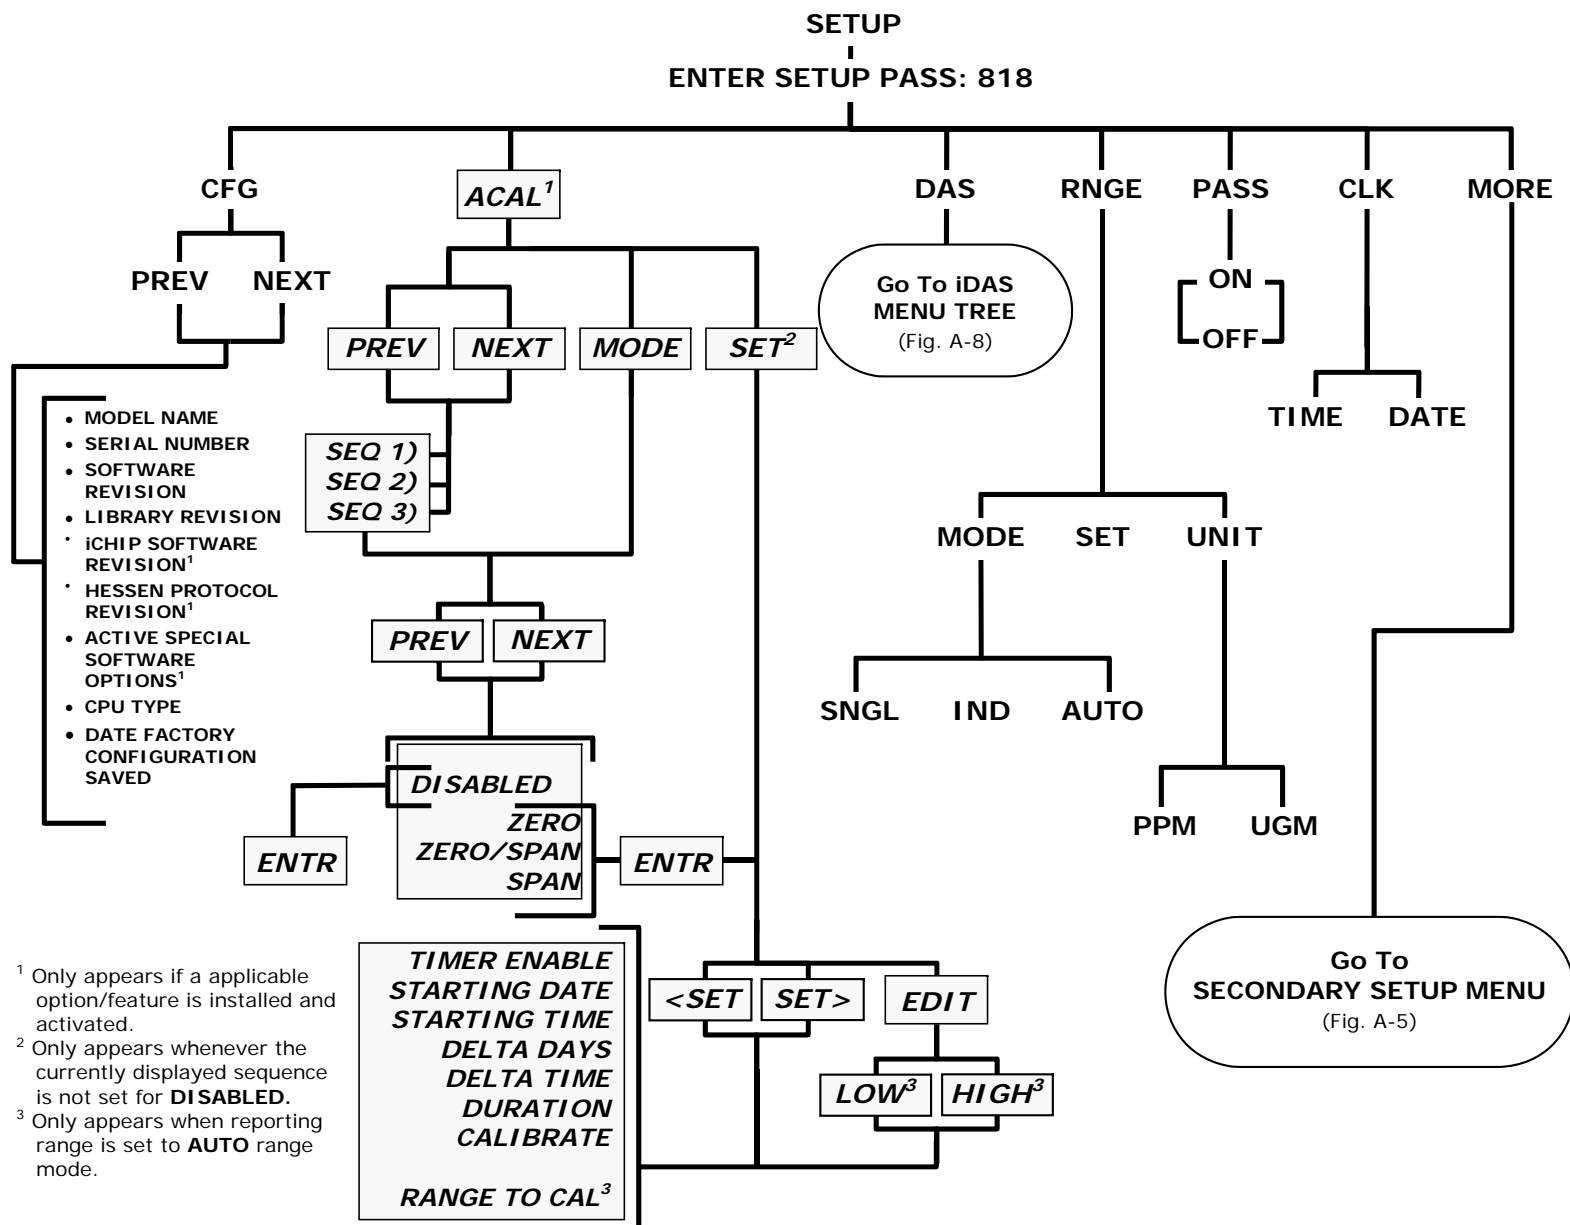 SETUP
ENTER SETUP PASS: 818
CFG
ACAL¹
DAS
RNGE
PASS
CLK
MORE
PREV
NEXT
PREV
NEXT
MODE
SET²
Go To iDAS
MENU TREE
(Fig. A-8)
ON
OFF
TIME
DATE
• MODEL NAME
• SERIAL NUMBER
• SOFTWARE
REVISION
• LIBRARY REVISION
• iCHIP SOFTWARE
REVISION¹
• HESSEN PROTOCOL
REVISION¹
• ACTIVE SPECIAL
SOFTWARE
OPTIONS¹
• CPU TYPE
• DATE FACTORY
CONFIGURATION
SAVED
SEQ 1)
SEQ 2)
SEQ 3)
MODE
SET
UNIT
PREV
NEXT
SNGL
IND
AUTO
DISABLED
ZERO
ZERO/SPAN
SPAN
ENTR
ENTR
PPM
UGM
TIMER ENABLE
STARTING DATE
STARTING TIME
DELTA DAYS
DELTA TIME
DURATION
CALIBRATE
RANGE TO CAL³
<SET
SET>
EDIT
LOW³
HIGH³
Go To
SECONDARY SETUP MENU
(Fig. A-5)
¹ Only appears if a applicable
option/feature is installed and
activated.
² Only appears whenever the
currently displayed sequence
is not set for DISABLED.
³ Only appears when reporting
range is set to AUTO range
mode.